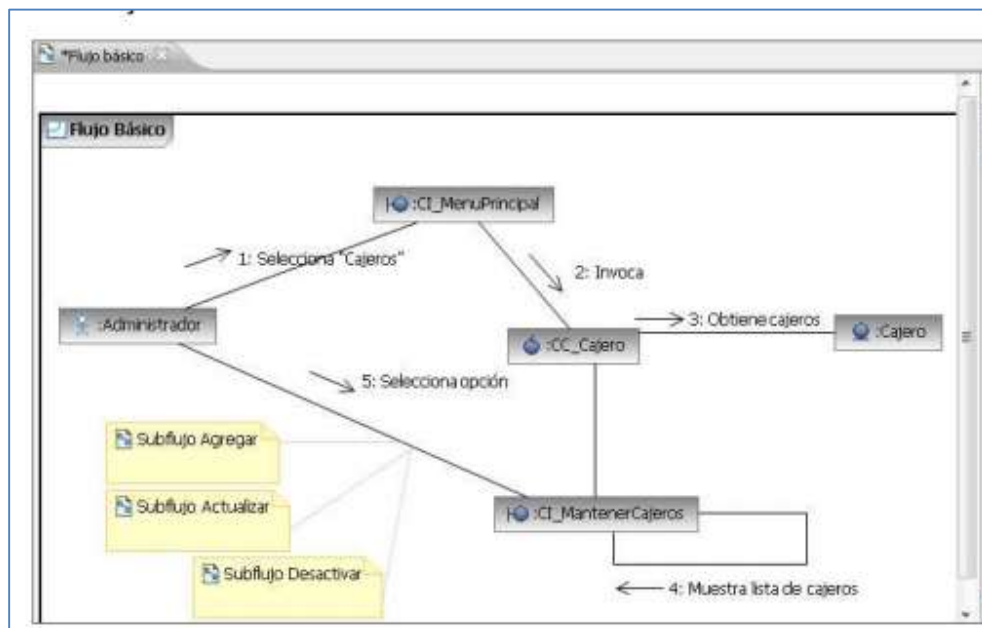 *Flujo básico
Flujo Básico
:CI_MenuPrincipal
1: Selecciona "Cajeros"
2: Invoca
:Administrador
3: Obtiene cajeros
:CC_Cajero
:Cajero
5: Selecciona opción
Subflujo Agregar
Subflujo Actualizar
:CI_MantenerCajeros
Subflujo Desactivar
4: Muestra lista de cajeros